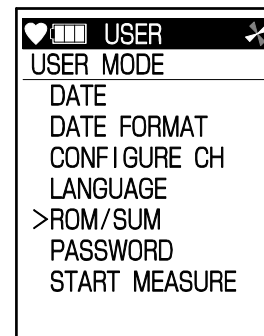 USER
USER MODE
DATE
DATE FORMAT
CONFIGURE CH
LANGUAGE
>ROM/SUM
PASSWORD
START MEASURE